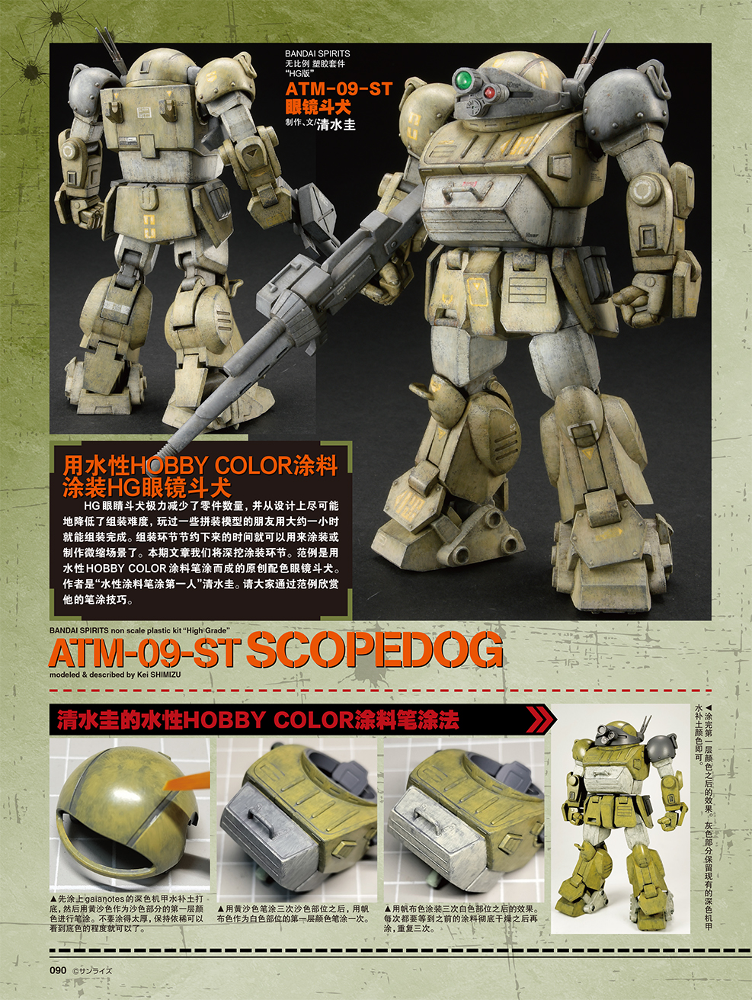 BANDAI SPIRITS
无比例 塑胶套件
“HG版”
ATM-09-ST
眼镜斗犬
制作、文/清水圭
用水性HOBBY COLOR涂料
涂装HG眼镜斗犬
HG眼睛斗犬极力减少了零件数量，并从设计上尽可能
地降低了组装难度，玩过一些拼装模型的朋友用大约一小时
就能组装完成。组装环节节约下来的时间就可以用来涂装或
制作微缩场景了。本期文章我们将深挖涂装环节。范例是用
水性HOBBY COLOR涂料笔涂而成的原创配色眼镜斗犬。
作者是“水性涂料笔涂第一人”清水圭。请大家通过范例欣赏
他的笔涂技巧。
BANDAI SPIRITS non scale plastic kit “High Grade”
ATM-09-ST SCOPEDOG
modeled & described by Kei SHIMIZU
清水圭的水性HOBBY COLOR涂料笔涂法
▲先涂上gaianotes的深色机甲水补土打
底，然后用黄沙色作为沙色部分的第一层颜
色进行笔涂。不要涂得太厚，保持依稀可以
看到底色的程度就可以了。
▲用黄沙色笔涂三次沙色部位之后，用帆
布色作为白色部位的第一层颜色笔涂一次。
▲用帆布色涂装三次白色部位之后的效果。
每次都要等到之前的涂料彻底干燥之后再
涂，重复三次。
▲涂完第一层颜色之后的效果。灰色部分保留现有的深色机甲
水补土颜色即可。
090 ©サンライズ